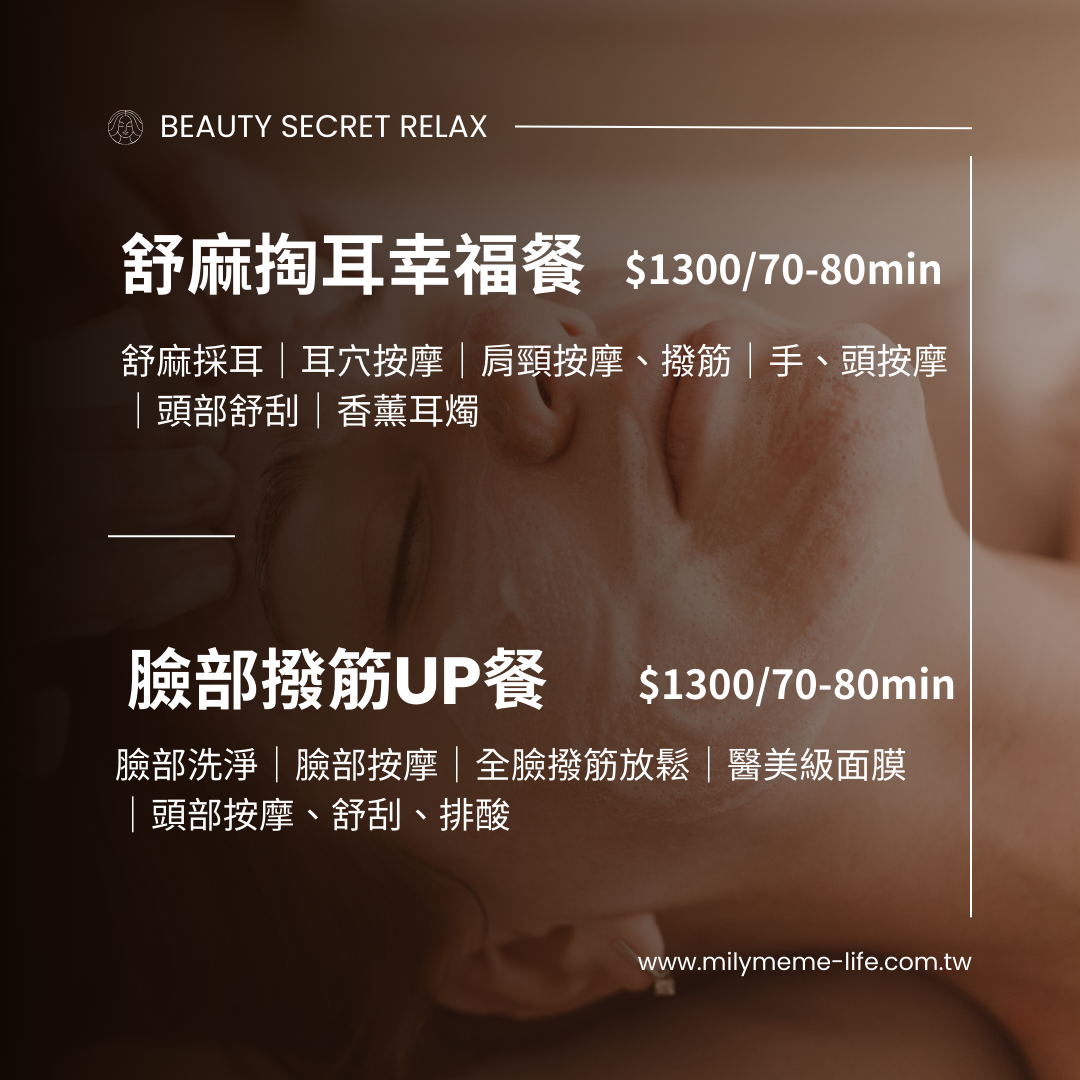 BEAUTY SECRET RELAX
舒麻掏耳幸福餐 $1300/70-80min
舒麻採耳｜耳穴按摩｜肩頸按摩、撥筋｜手、頭按摩
｜頭部舒刮｜香薰耳燭
臉部撥筋UP餐 $1300/70-80min
臉部洗淨｜臉部按摩｜全臉撥筋放鬆｜醫美級面膜
｜頭部按摩、舒刮、排酸
www.milymeme-life.com.tw